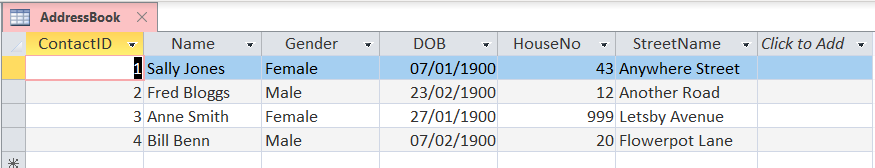 AddressBook
ContactID Name Gender DOB HouseNo StreetName Click to Add
1 Sally Jones Female 07/01/1900 43 Anywhere Street
2 Fred Bloggs Male 23/02/1900 12 Another Road
3 Anne Smith Female 27/01/1900 999 Letsby Avenue
4 Bill Benn Male 07/02/1900 20 Flowerpot Lane